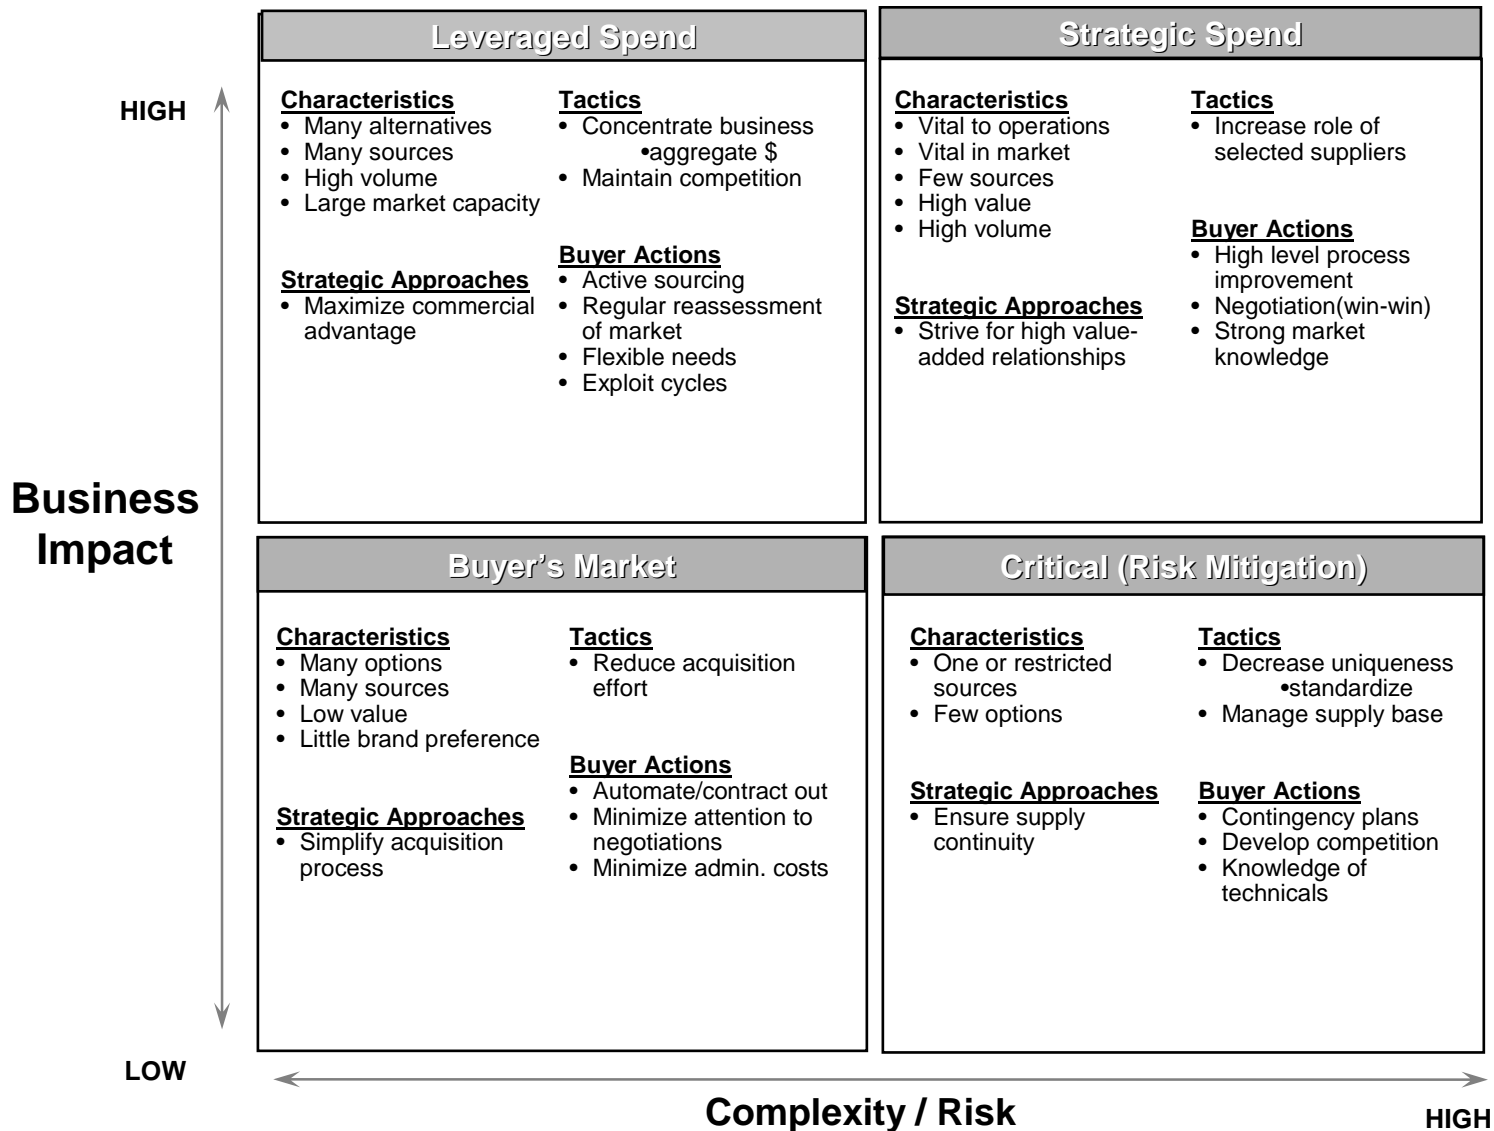 Leveraged Spend
Characteristics
• Many alternatives
• Many sources
• High volume
• Large market capacity
Strategic Approaches
• Maximize commercial
advantage
Tactics
• Concentrate business
•aggregate $
• Maintain competition
Buyer Actions
• Active sourcing
• Regular reassessment
of market
• Flexible needs
• Exploit cycles
Strategic Spend
Characteristics
• Vital to operations
• Vital in market
• Few sources
• High value
• High volume
Strategic Approaches
• Strive for high value-
added relationships
Tactics
• Increase role of
selected suppliers
Buyer Actions
• High level process
improvement
• Negotiation(win-win)
• Strong market
knowledge
HIGH
Business
Impact
LOW
Buyer's Market
Characteristics
• Many options
• Many sources
• Low value
• Little brand preference
Strategic Approaches
• Simplify acquisition
process
Tactics
• Reduce acquisition
effort
Buyer Actions
• Automate/contract out
• Minimize attention to
negotiations
• Minimize admin. costs
Critical (Risk Mitigation)
Characteristics
• One or restricted
sources
• Few options
Strategic Approaches
• Ensure supply
continuity
Tactics
• Decrease uniqueness
•standardize
• Manage supply base
Buyer Actions
• Contingency plans
• Develop competition
• Knowledge of
technicals
Complexity / Risk
HIGH